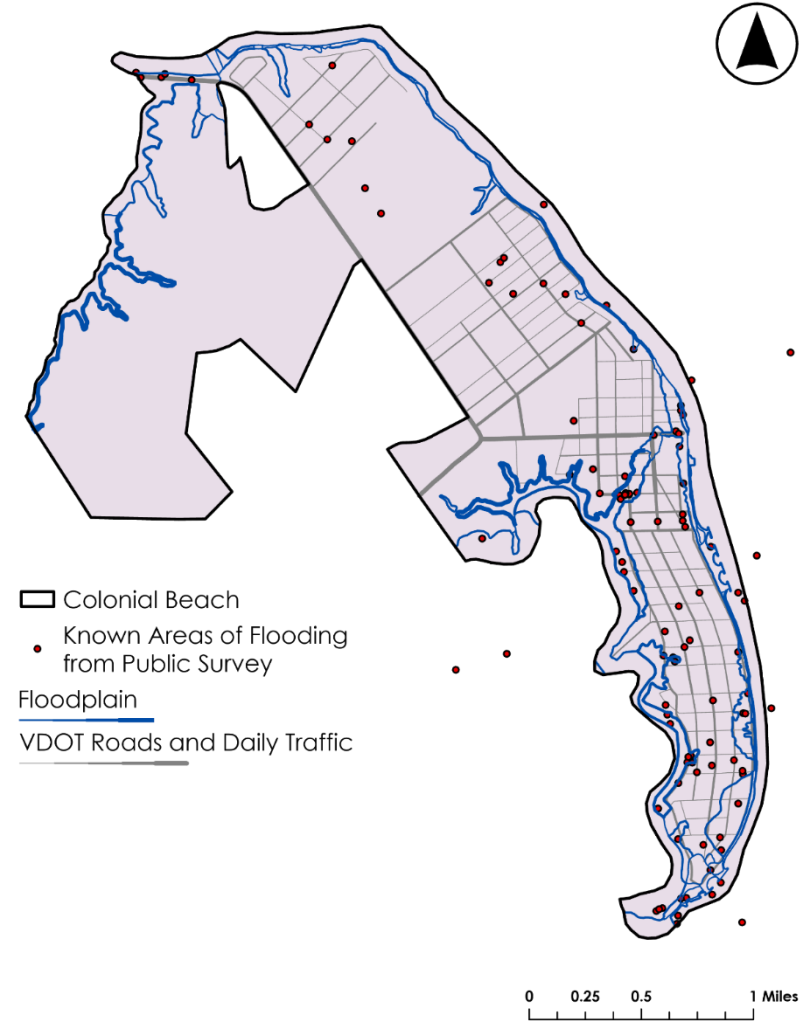 Colonial Beach
Known Areas of Flooding
from Public Survey
Floodplain
VDOT Roads and Daily Traffic
0 0.25 0.5 1 Miles